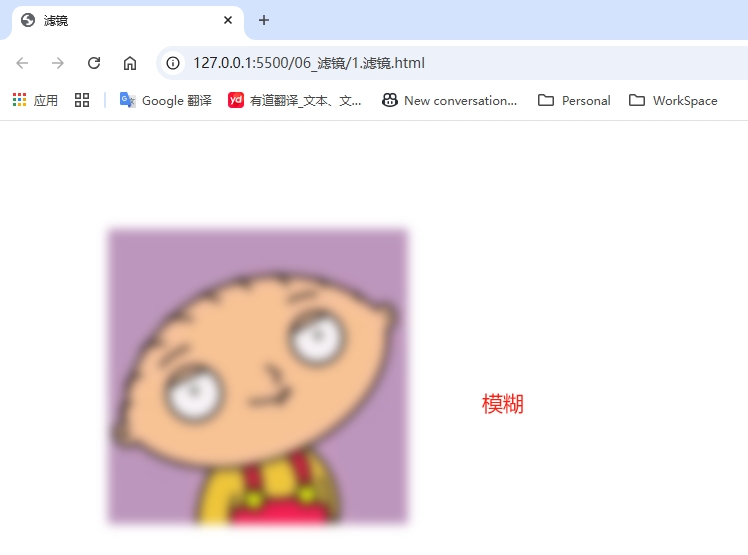 滤镜
127.0.0.1:5500/06_滤镜/1.滤镜.html
应用 Google 翻译 yd 有道翻译_文本、文... New conversation... Personal WorkSpace
模糊